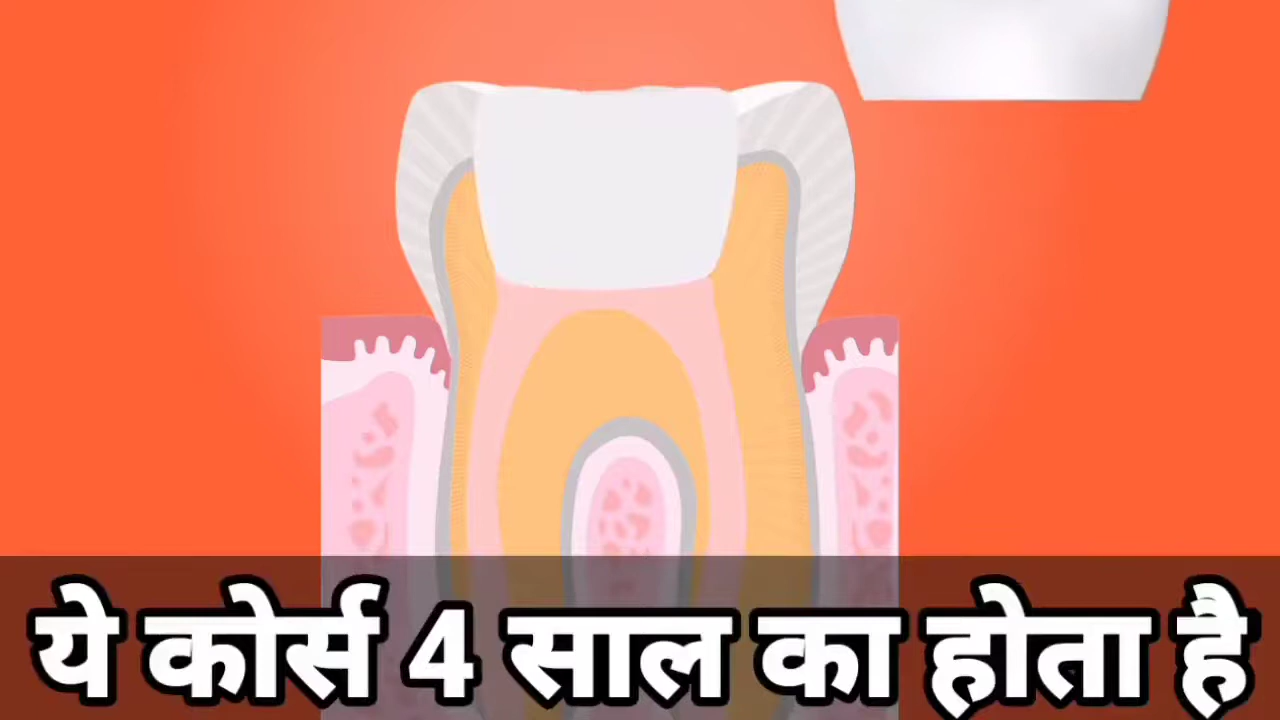 ये कोर्स 4 साल का होता है